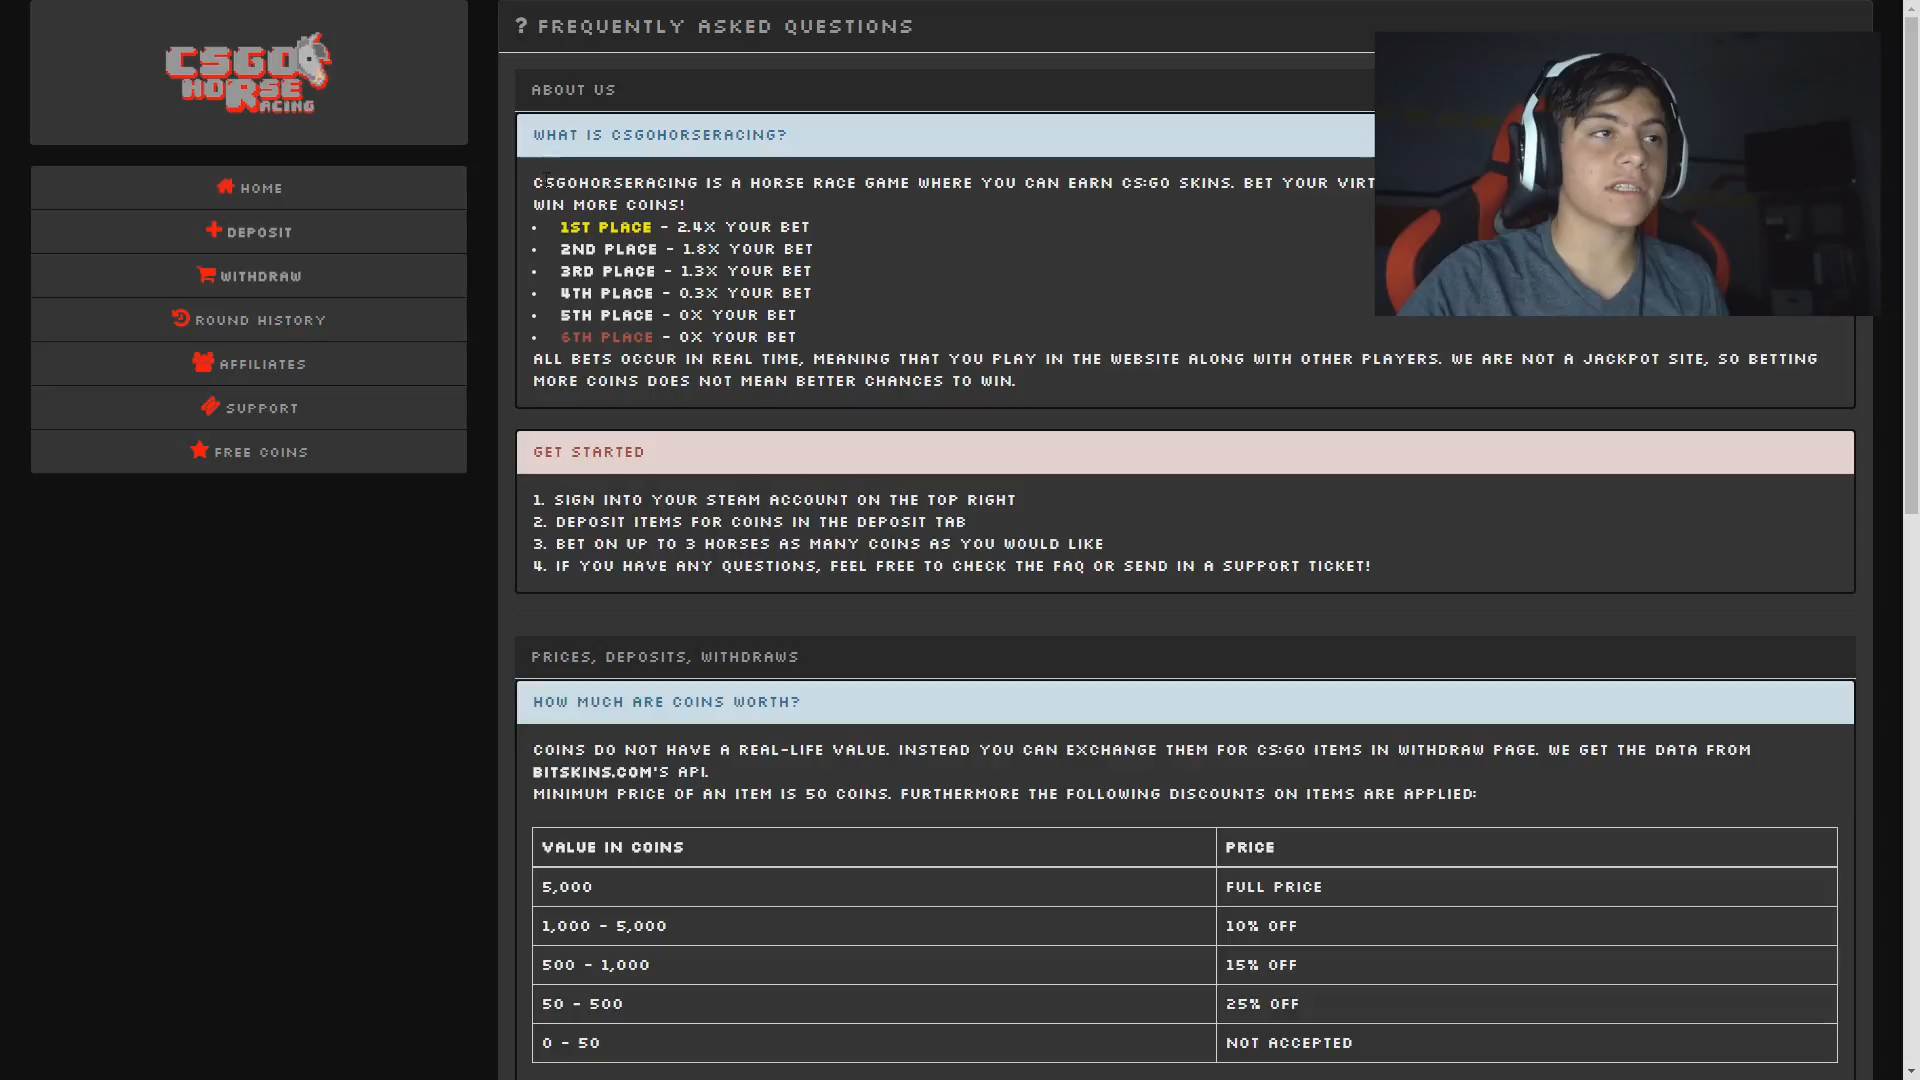 CSGO
HORSE
RACING
HOME
DEPOSIT
WITHDRAW
ROUND HISTORY
AFFILIATES
SUPPORT
FREE COINS
? FREQUENTLY ASKED QUESTIONS
ABOUT US
WHAT IS CSGOHORSERACING?
CSGOHORSERACING IS A HORSE RACE GAME WHERE YOU CAN EARN CS:GO SKINS. BET YOUR VIRT
WIN MORE COINS!
• 1ST PLACE - 2.4X YOUR BET
• 2ND PLACE - 1.8X YOUR BET
• 3RD PLACE - 1.3X YOUR BET
• 4TH PLACE - 0.3X YOUR BET
• 5TH PLACE - 0X YOUR BET
• 6TH PLACE - 0X YOUR BET
ALL BETS OCCUR IN REAL TIME, MEANING THAT YOU PLAY IN THE WEBSITE ALONG WITH OTHER PLAYERS. WE ARE NOT A JACKPOT SITE, SO BETTING
MORE COINS DOES NOT MEAN BETTER CHANCES TO WIN.
GET STARTED
1. SIGN INTO YOUR STEAM ACCOUNT ON THE TOP RIGHT
2. DEPOSIT ITEMS FOR COINS IN THE DEPOSIT TAB
3. BET ON UP TO 3 HORSES AS MANY COINS AS YOU WOULD LIKE
4. IF YOU HAVE ANY QUESTIONS, FEEL FREE TO CHECK THE FAQ OR SEND IN A SUPPORT TICKET!
PRICES, DEPOSITS, WITHDRAWS
HOW MUCH ARE COINS WORTH?
COINS DO NOT HAVE A REAL-LIFE VALUE. INSTEAD YOU CAN EXCHANGE THEM FOR CS:GO ITEMS IN WITHDRAW PAGE. WE GET THE DATA FROM
BITSKINS.COM'S API.
MINIMUM PRICE OF AN ITEM IS 50 COINS. FURTHERMORE THE FOLLOWING DISCOUNTS ON ITEMS ARE APPLIED:
VALUE IN COINS PRICE
5,000 FULL PRICE
1,000 - 5,000 10% OFF
500 - 1,000 15% OFF
50 - 500 25% OFF
0 - 50 NOT ACCEPTED